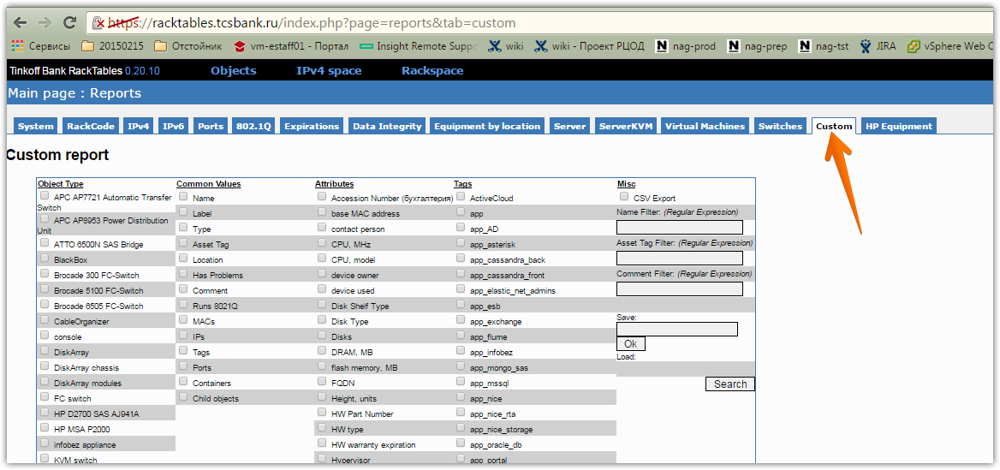 https://racktables.tcsbank.ru/index.php?page=reports&tab=custom
Сервисы 20150215 Отстойник vm-estaff01 - Портал Insight Remote Suppo wiki wiki - Проект РЦОД nag-prod nag-prep nag-tst JIRA vSphere Web C
Tinkoff Bank RackTables 0.20.10 Objects IPv4 space Rackspace
Main page : Reports
System RackCode IPv4 IPv6 Ports 802.1Q Expirations Data Integrity Equipment by location Server ServerKVM Virtual Machines Switches Custom HP Equipment
Custom report
Object Type
APC AP7721 Automatic Transfer
Switch
APC AP8953 Power Distribution
Unit
ATTO 6500N SAS Bridge
BlackBox
Brocade 300 FC-Switch
Brocade 5100 FC-Switch
Brocade 6505 FC-Switch
CableOrganizer
console
DiskArray
DiskArray chassis
DiskArray modules
FC switch
HP D2700 SAS AJ941A
HP MSA P2000
infobez appliance
KVM switch
Common Values
Name
Label
Type
Asset Tag
Location
Has Problems
Comment
Runs 8021Q
MACs
IPs
Tags
Ports
Containers
Child objects
Attributes
Accession Number (бухгалтерия)
base MAC address
contact person
CPU, MHz
CPU, model
device owner
device used
Disk Shelf Type
Disk Type
Disks
DRAM, MB
flash memory, MB
FQDN
Height, units
HW Part Number
HW type
HW warranty expiration
Hypervisor
Tags
ActiveCloud
app
app_AD
app_asterisk
app_cassandra_back
app_cassandra_front
app_elastic_net_admins
app_esb
app_exchange
app_flume
app_infobez
app_mongo_sas
app_mssql
app_nice
app_nice_rta
app_nice_storage
app_oracle_db
app_portal
Misc
CSV Export
Name Filter: (Regular Expression)
Asset Tag Filter: (Regular Expression)
Comment Filter: (Regular Expression)
Save:
Ok
Load:
Search